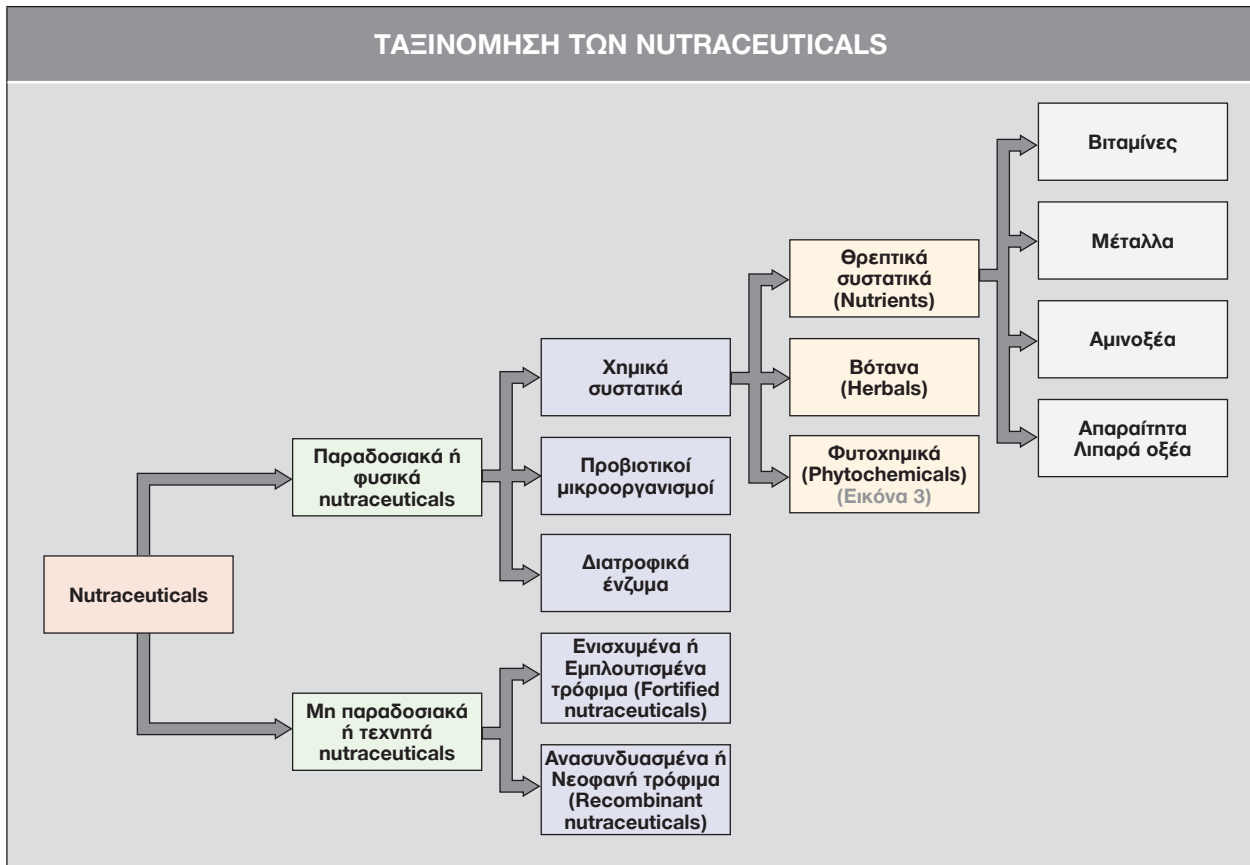 ΤΑΞΙΝΟΜΗΣΗ ΤΩΝ NUTRACEUTICALS
Nutraceuticals
Παραδοσιακά ή
φυσικά
nutraceuticals
Μη παραδοσιακά
ή τεχνητά
nutraceuticals
Χημικά
συστατικά
Προβιοτικοί
μικροοργανισμοί
Διατροφικά
ένζυμα
Ενισχυμένα ή
Εμπλουτισμένα
τρόφιμα (Fortified
nutraceuticals)
Ανασυνδυασμένα ή
Νεοφανή τρόφιμα
(Recombinant
nutraceuticals)
Θρεπτικά
συστατικά
(Nutrients)
Βότανα
(Herbals)
Φυτοχημικά
(Phytochemicals)
(Εικόνα 3)
Βιταμίνες
Μέταλλα
Αμινοξέα
Απαραίτητα
Λιπαρά οξέα